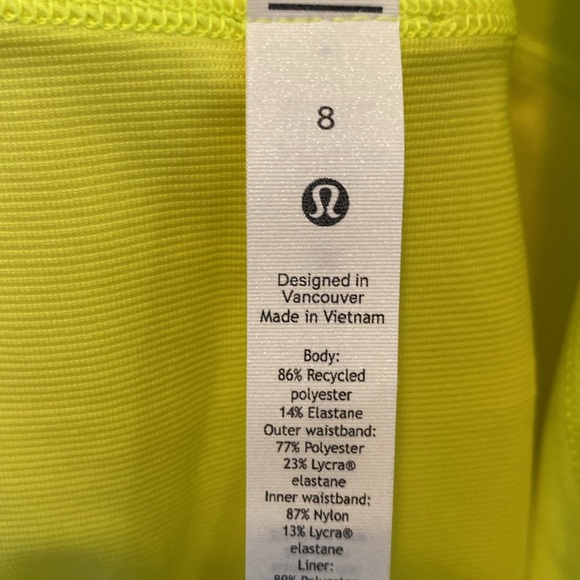 8
Designed in
Vancouver
Made in Vietnam
Body:
86% Recycled
polyester
14% Elastane
Outer waistband:
77% Polyester
23% Lycra®
elastane
Inner waistband:
87% Nylon
13% Lycra®
elastane
Liner: